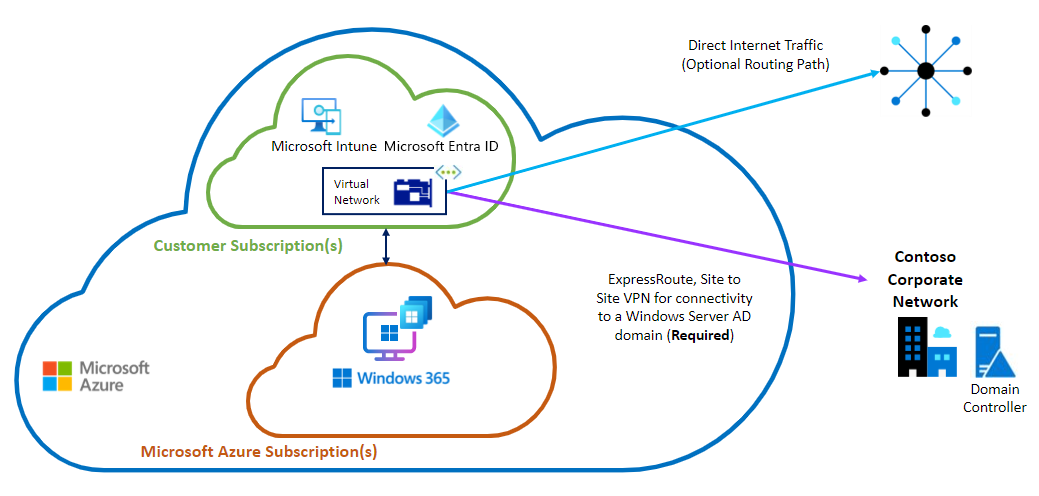 Direct Internet Traffic
(Optional Routing Path)
Microsoft Intune
Microsoft Entra ID
Virtual
Network
Customer Subscription(s)
Contoso
Corporate
Network
ExpressRoute, Site to
Site VPN for connectivity
to a Windows Server AD
domain (Required)
Microsoft
Azure
Windows 365
Domain
Controller
Microsoft Azure Subscription(s)